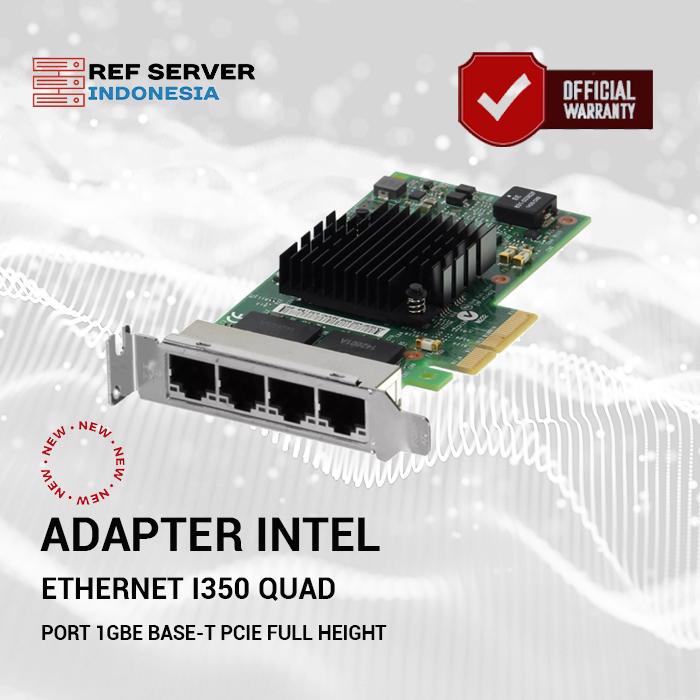 REF SERVER
INDONESIA
OFFICIAL
WARRANTY
NEW • NEW • NEW • NEW • NEW •
ADAPTER INTEL
ETHERNET I350 QUAD
PORT 1GBE BASE-T PCIE FULL HEIGHT